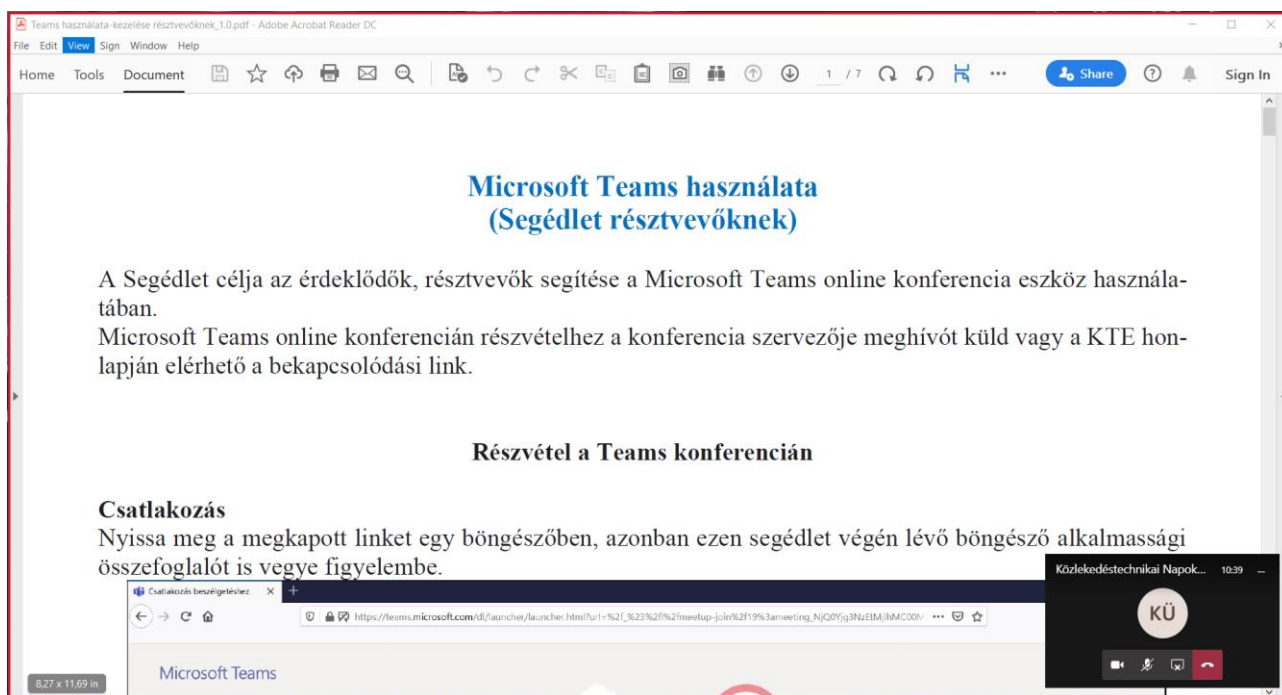 Teams használata-kezelése résztvevőknek_1.0.pdf - Adobe Acrobat Reader DC
File Edit View Sign Window Help
Home Tools Document 1 / 7 Share Sign In
Microsoft Teams használata
(Segédlet résztvevőknek)
A Segédlet célja az érdeklődők, résztvevők segítése a Microsoft Teams online konferencia eszköz használa-
tában.
Microsoft Teams online konferencián részvételhez a konferencia szervezője meghívót küld vagy a KTE hon-
lapján elérhető a bekapcsolódási link.
Részvétel a Teams konferencián
Csatlakozás
Nyissa meg a megkapott linket egy böngészőben, azonban ezen segédlet végén lévő böngésző alkalmassági
összefoglalót is vegye figyelembe.
Közlekedéstechnikai Napok... 10:39
KÜ
Csatlakozás beszélgetéshez
Microsoft Teams
8,27 x 11,69 in